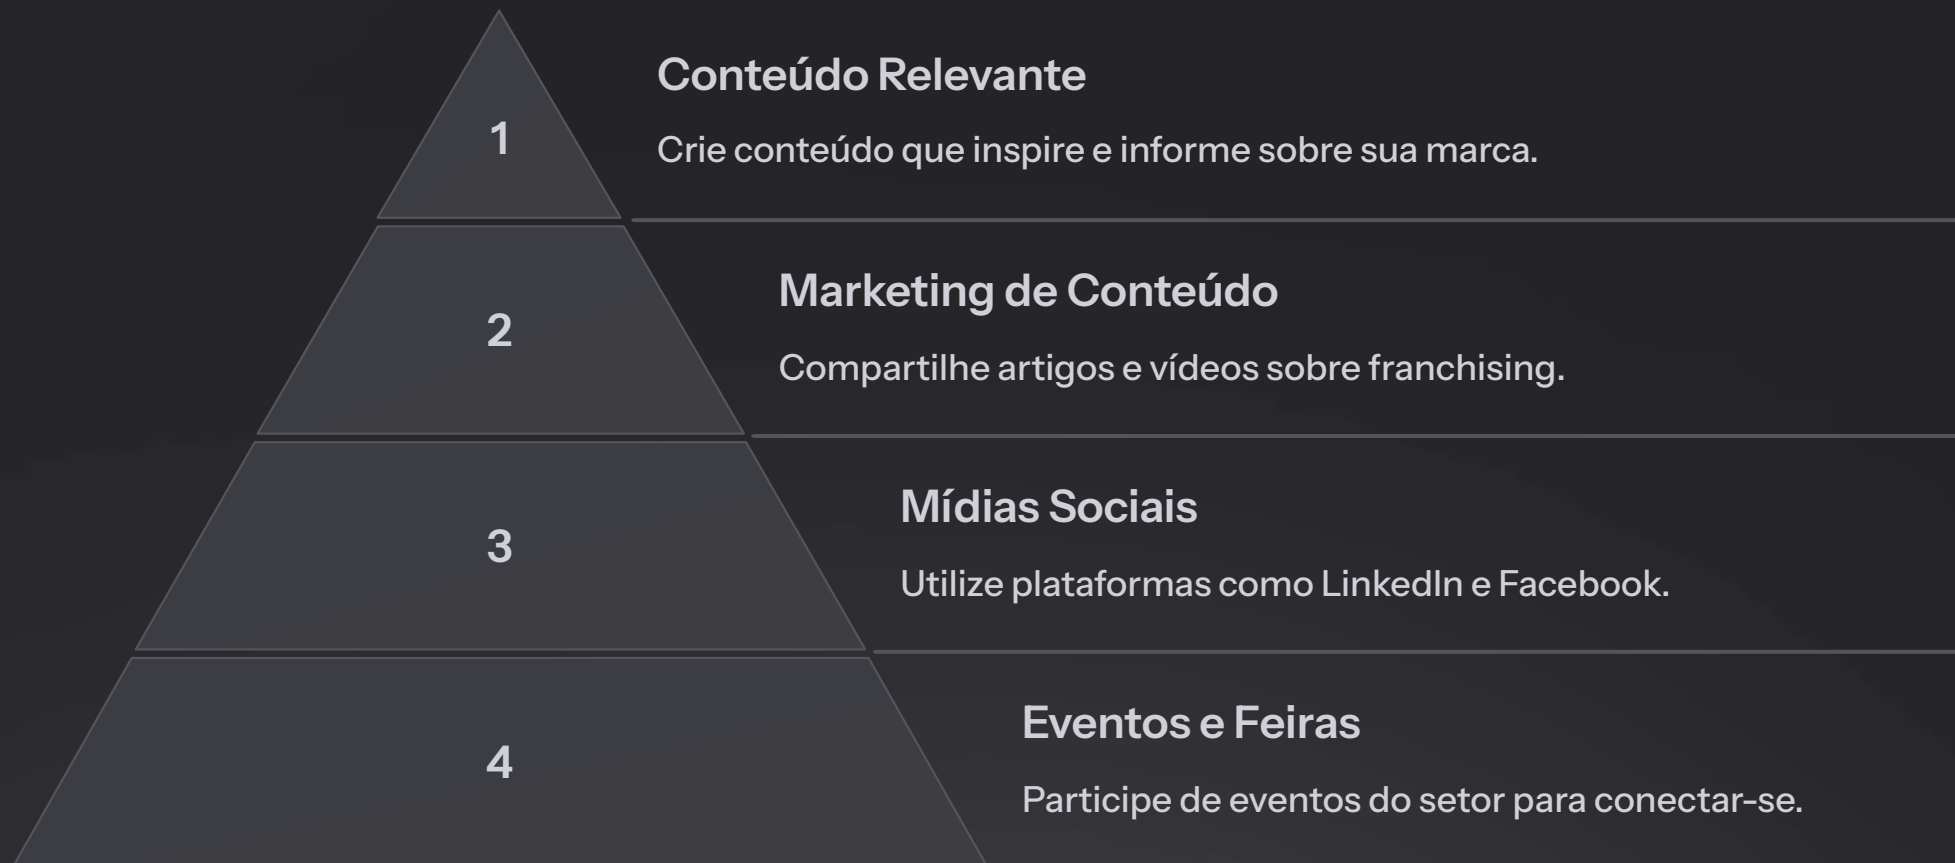 1
Conteúdo Relevante
Crie conteúdo que inspire e informe sobre sua marca.
2
Marketing de Conteúdo
Compartilhe artigos e vídeos sobre franchising.
3
Mídias Sociais
Utilize plataformas como LinkedIn e Facebook.
4
Eventos e Feiras
Participe de eventos do setor para conectar-se.